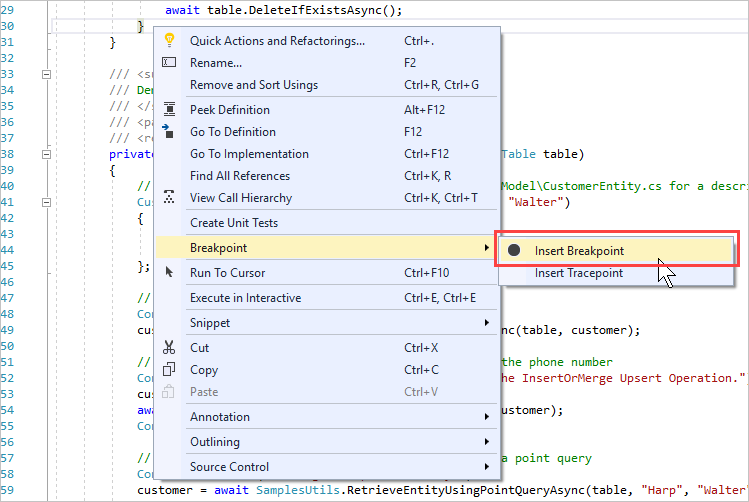 29 await table.DeleteIfExistsAsync();
30 }
31 }
32 Quick Actions and Refactorings... Ctrl+.
Rename... F2
Remove and Sort Usings Ctrl+R, Ctrl+G
Peek Definition Alt+F12
Go To Definition F12
Go To Implementation Ctrl+F12
Find All References Ctrl+K, R
View Call Hierarchy Ctrl+K, Ctrl+T
Create Unit Tests
Breakpoint
Run To Cursor Ctrl+F10
Execute in Interactive Ctrl+E, Ctrl+E
Snippet
Cut Ctrl+X
Copy Ctrl+C
Paste Ctrl+V
Annotation
Outlining
Source Control
Insert Breakpoint
Insert Tracepoint
33 /// <su
34 /// De
35 /// </s
36 /// <pa
37 /// <re
38 private Table table)
39 {
40 // Model\CustomerEntity.cs for a descr
41 Cus "Walter")
42 {
43
44
45 };
46
47 //
48 Con
49 cus nc(table, customer);
50
51 // the phone number
52 Con he InsertOrMerge Upsert Operation."
53 cus
54 awa ustomer);
55 Con
56
57 // a point query
58 Con
59 customer = await SamplesUtils.RetrieveEntityUsingPointQueryAsync(table, "Harp", "Walter